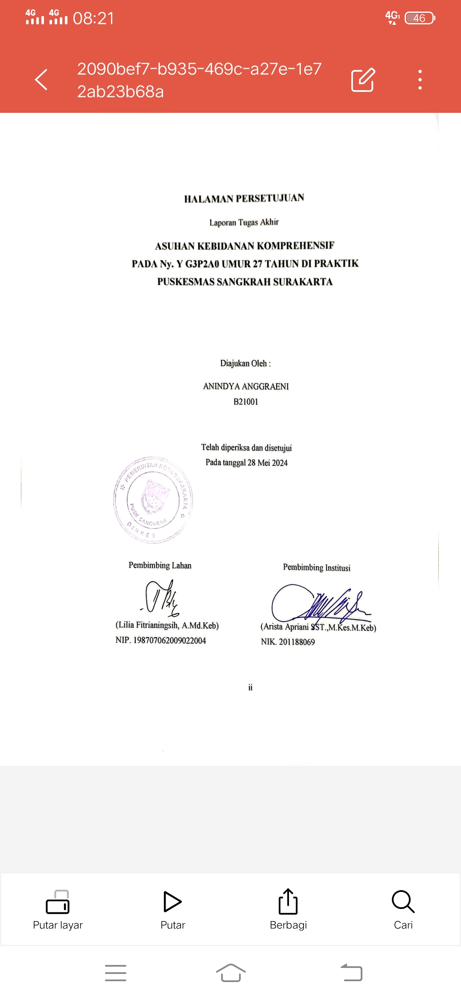 4G 4G 08:21 4G1 46
2090bef7-b935-469c-a27e-1e7
2ab23b68a
HALAMAN PERSETUJUAN
Laporan Tugas Akhir
ASUHAN KEBIDANAN KOMPREHENSIF
PADA Ny. Y G3P2A0 UMUR 27 TAHUN DI PRAKTIK
PUSKESMAS SANGKRAH SURAKARTA
Diajukan Oleh :
ANINDYA ANGGRAENI
B21001
Telah diperiksa dan disetujui
Pada tanggal 28 Mei 2024
PEMERINTAH KOTA SURAKARTA
PUSK SANGKRAH
DINKES
Pembimbing Lahan Pembimbing Institusi
(Lilia Fitrianingsih, A.Md.Keb) (Arista Apriani SST.,M.Kes.M.Keb)
NIP. 198707062009022004 NIK. 201188069
ii
Putar layar Putar Berbagi Cari